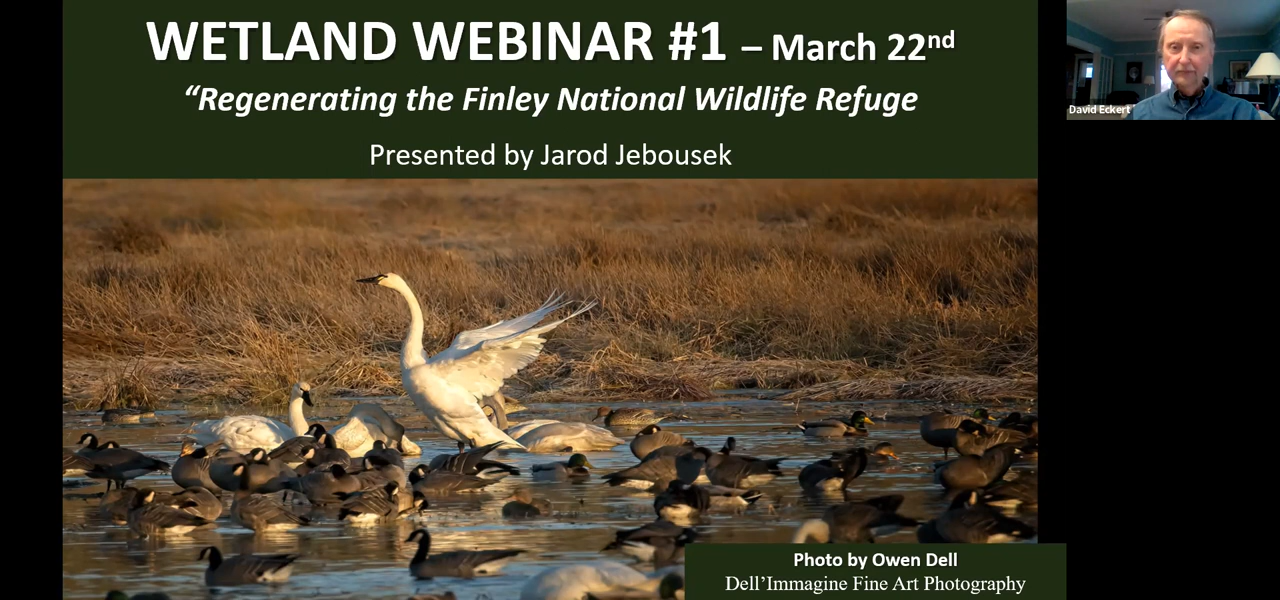 WETLAND WEBINAR #1 – March 22nd
“Regenerating the Finley National Wildlife Refuge
Presented by Jarod Jebousek
David Eckert
Photo by Owen Dell
Dell’Immagine Fine Art Photography